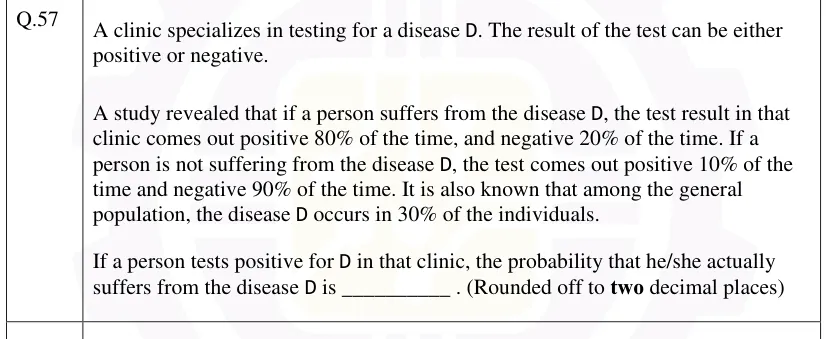 Q.57
A clinic specializes in testing for a disease D. The result of the test can be either
positive or negative.
A study revealed that if a person suffers from the disease D, the test result in that
clinic comes out positive 80% of the time, and negative 20% of the time. If a
person is not suffering from the disease D, the test comes out positive 10% of the
time and negative 90% of the time. It is also known that among the general
population, the disease D occurs in 30% of the individuals.
If a person tests positive for D in that clinic, the probability that he/she actually
suffers from the disease D is __________ . (Rounded off to two decimal places)